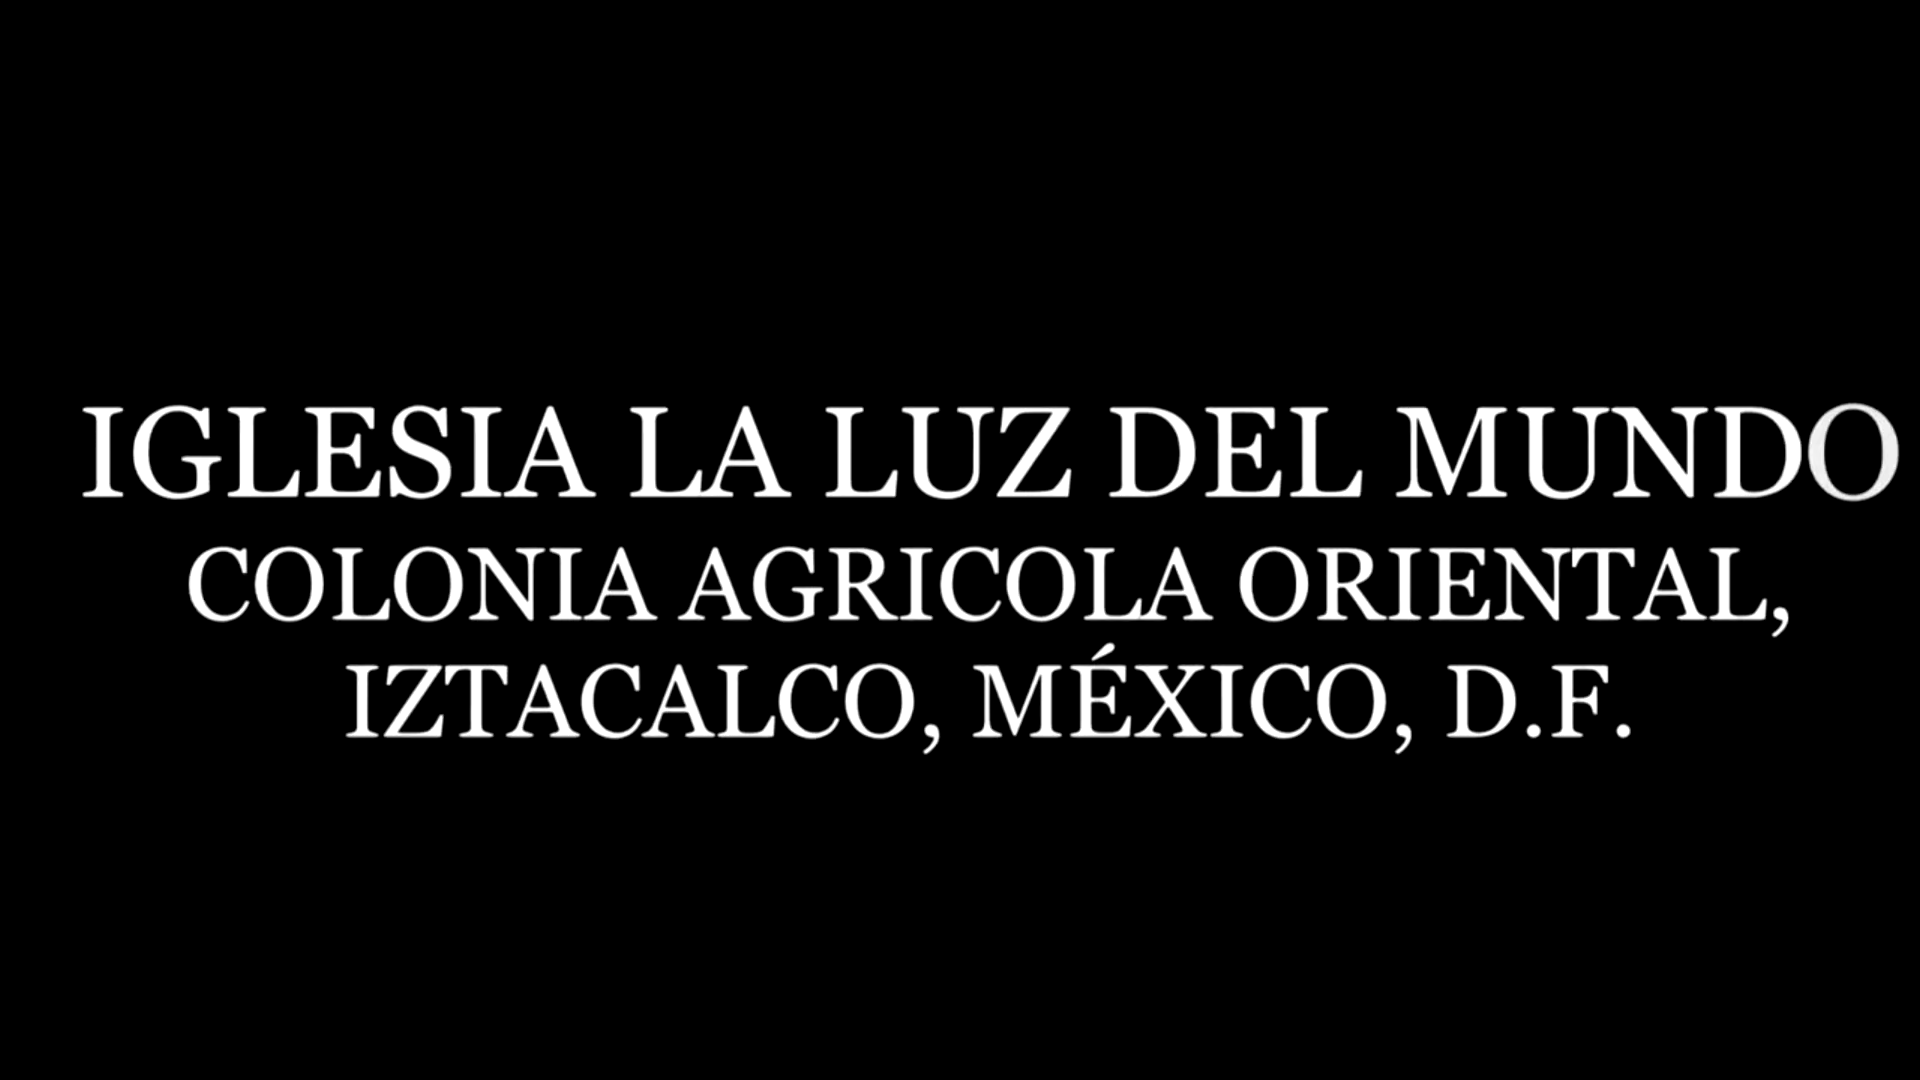 IGLESIA LA LUZ DEL MUNDO
COLONIA AGRICOLA ORIENTAL,
IZTACALCO, MÉXICO, D.F.